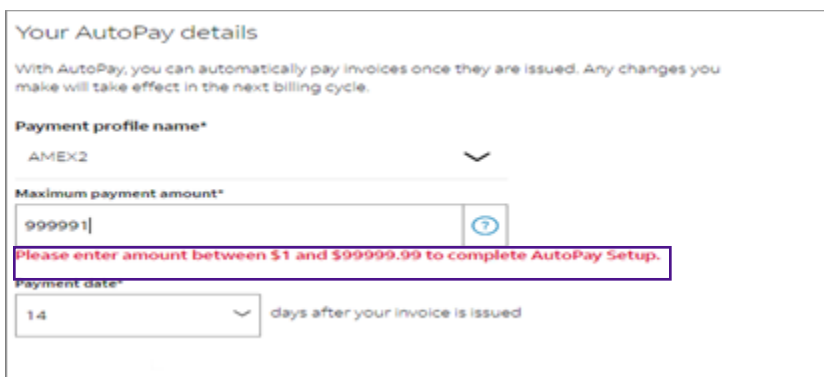 Your AutoPay details
With AutoPay, you can automatically pay invoices once they are issued. Any changes you
make will take effect in the next billing cycle.
Payment profile name*
AMEX2
Maximum payment amount*
999991
?
Please enter amount between $1 and $99999.99 to complete AutoPay Setup.
Payment date*
14 days after your invoice is issued